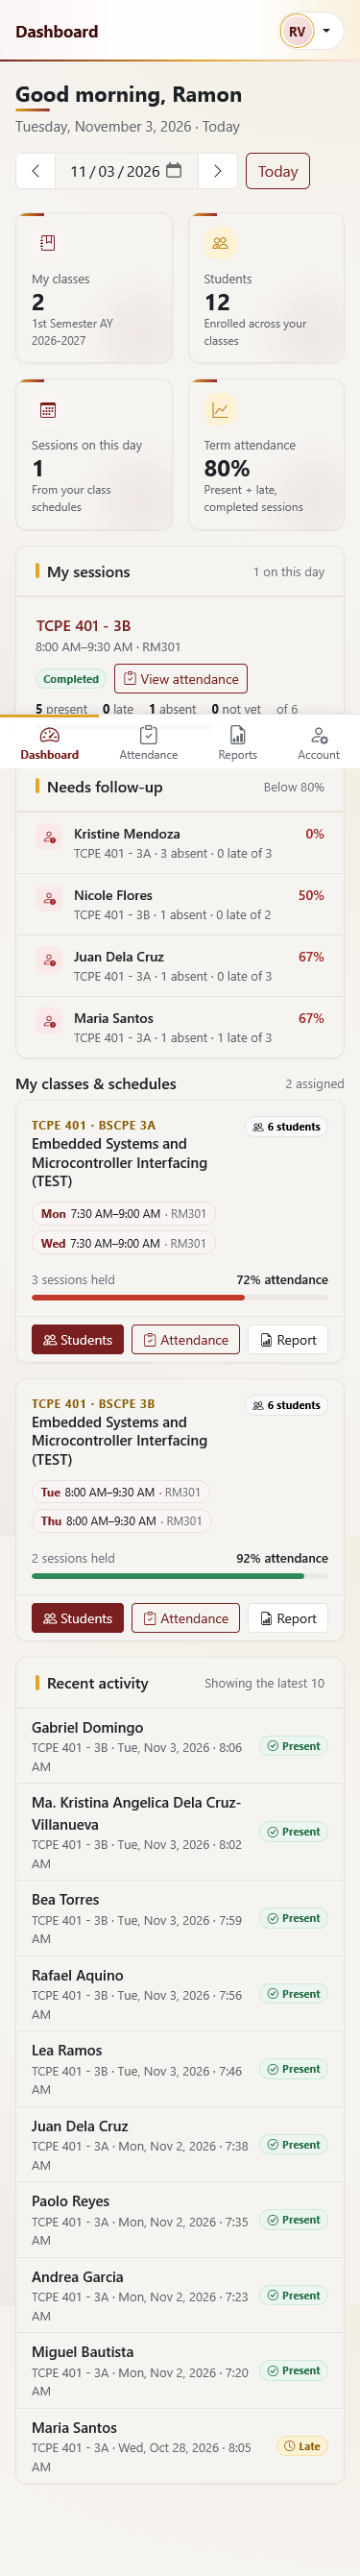 Dashboard
RV
Good morning, Ramon
Tuesday, November 3, 2026 · Today
11 / 03 / 2026
Today
My classes
2
1st Semester AY
2026-2027
Students
12
Enrolled across your
classes
Sessions on this day
1
From your class
schedules
Term attendance
80%
Present + late,
completed sessions
My sessions
1 on this day
TCPE 401 - 3B
8:00 AM–9:30 AM · RM301
Completed
View attendance
5 present 0 late 1 absent 0 not yet of 6
Dashboard
Attendance
Reports
Account
Needs follow-up
Below 80%
Kristine Mendoza
0%
TCPE 401 - 3A · 3 absent · 0 late of 3
Nicole Flores
50%
TCPE 401 - 3B · 1 absent · 0 late of 2
Juan Dela Cruz
67%
TCPE 401 - 3A · 1 absent · 0 late of 3
Maria Santos
67%
TCPE 401 - 3A · 1 absent · 1 late of 3
My classes & schedules
2 assigned
TCPE 401 · BSCPE 3A
6 students
Embedded Systems and
Microcontroller Interfacing
(TEST)
Mon 7:30 AM–9:00 AM · RM301
Wed 7:30 AM–9:00 AM · RM301
3 sessions held
72% attendance
Students
Attendance
Report
TCPE 401 · BSCPE 3B
6 students
Embedded Systems and
Microcontroller Interfacing
(TEST)
Tue 8:00 AM–9:30 AM · RM301
Thu 8:00 AM–9:30 AM · RM301
2 sessions held
92% attendance
Students
Attendance
Report
Recent activity
Showing the latest 10
Gabriel Domingo
TCPE 401 - 3B · Tue, Nov 3, 2026 · 8:06
AM
Present
Ma. Kristina Angelica Dela Cruz-
Villanueva
TCPE 401 - 3B · Tue, Nov 3, 2026 · 8:02
AM
Present
Bea Torres
TCPE 401 - 3B · Tue, Nov 3, 2026 · 7:59
AM
Present
Rafael Aquino
TCPE 401 - 3B · Tue, Nov 3, 2026 · 7:56
AM
Present
Lea Ramos
TCPE 401 - 3B · Tue, Nov 3, 2026 · 7:46
AM
Present
Juan Dela Cruz
TCPE 401 - 3A · Mon, Nov 2, 2026 · 7:38
AM
Present
Paolo Reyes
TCPE 401 - 3A · Mon, Nov 2, 2026 · 7:35
AM
Present
Andrea Garcia
TCPE 401 - 3A · Mon, Nov 2, 2026 · 7:23
AM
Present
Miguel Bautista
TCPE 401 - 3A · Mon, Nov 2, 2026 · 7:20
AM
Present
Maria Santos
TCPE 401 - 3A · Wed, Oct 28, 2026 · 8:05
AM
Late